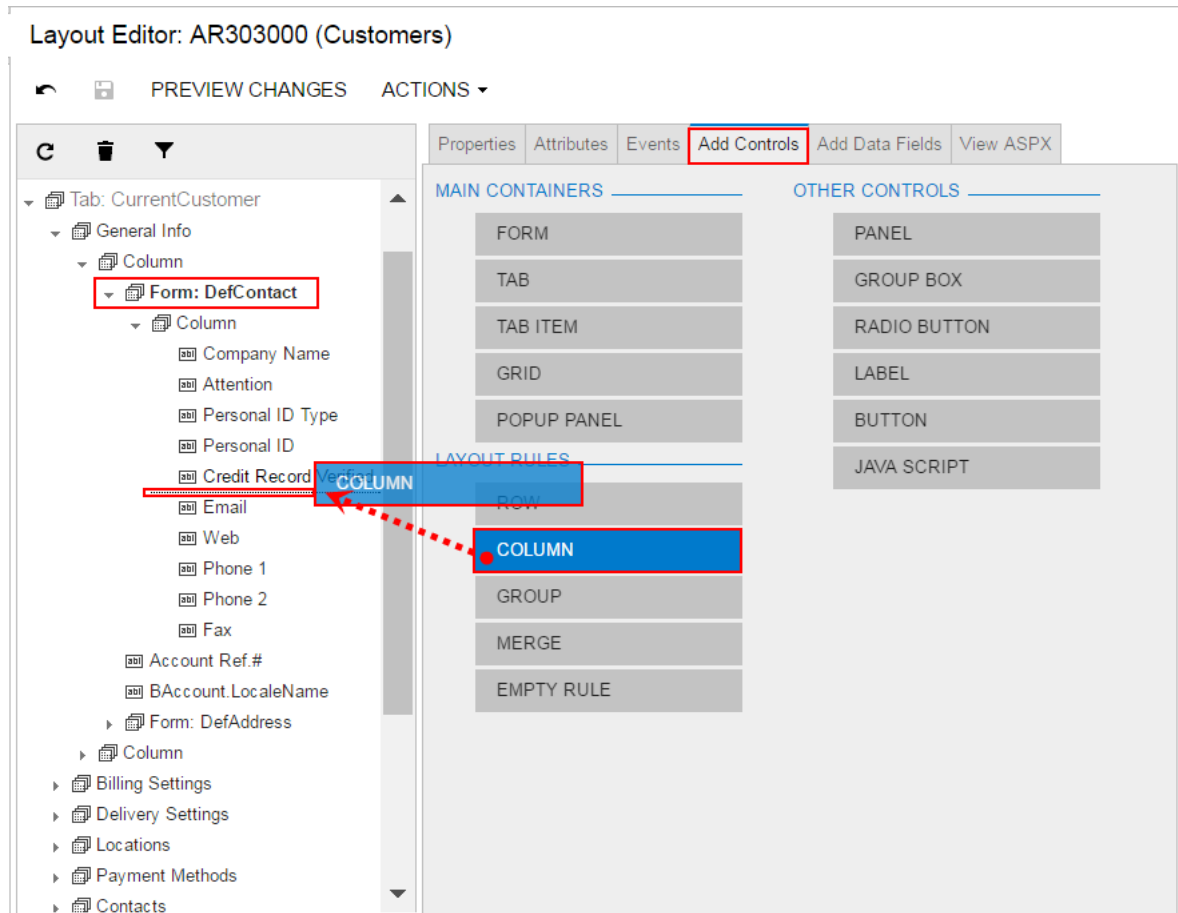 Layout Editor: AR303000 (Customers)
PREVIEW CHANGES ACTIONS
Properties Attributes Events Add Controls Add Data Fields View ASPX
Tab: CurrentCustomer
General Info
Column
Form: DefContact
Column
Company Name
Attention
Personal ID Type
Personal ID
Credit Record Verified
Email
Web
Phone 1
Phone 2
Fax
Account Ref.#
BAccount.LocaleName
Form: DefAddress
Column
Billing Settings
Delivery Settings
Locations
Payment Methods
Contacts
MAIN CONTAINERS
FORM
TAB
TAB ITEM
GRID
POPUP PANEL
LAYOUT RULES
COLUMN
ROW
COLUMN
GROUP
MERGE
EMPTY RULE
OTHER CONTROLS
PANEL
GROUP BOX
RADIO BUTTON
LABEL
BUTTON
JAVA SCRIPT